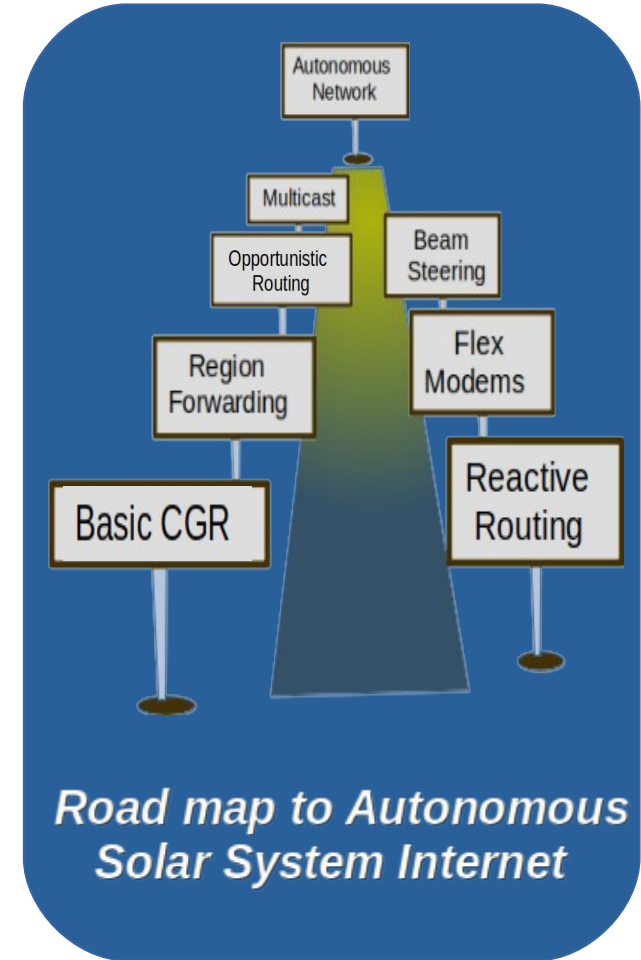 Autonomous
Network
Multicast
Opportunistic
Routing
Beam
Steering
Region
Forwarding
Flex
Modems
Basic CGR
Reactive
Routing
Road map to Autonomous
Solar System Internet